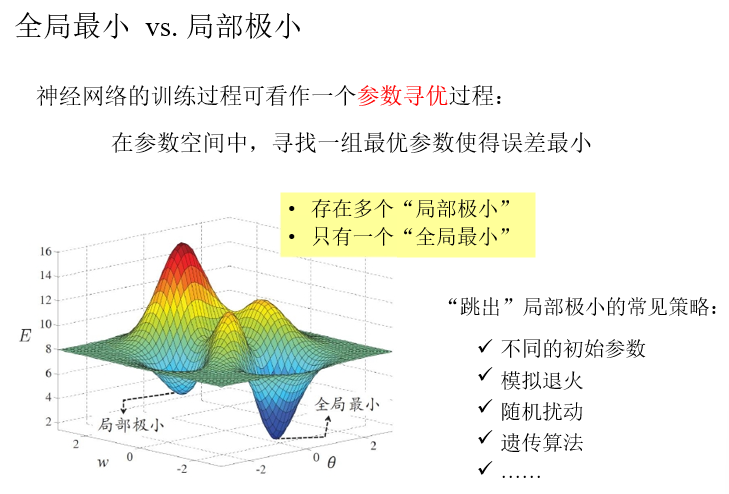 全局最小 vs. 局部极小
神经网络的训练过程可看作一个参数寻优过程：
在参数空间中，寻找一组最优参数使得误差最小
• 存在多个“局部极小”
• 只有一个“全局最小”
16
14
12
10
8
6
4
2
E
局部极小
全局最小
2
0
-2
w
-2
0
2
θ
“跳出”局部极小的常见策略：
✓ 不同的初始参数
✓ 模拟退火
✓ 随机扰动
✓ 遗传算法
✓ ……